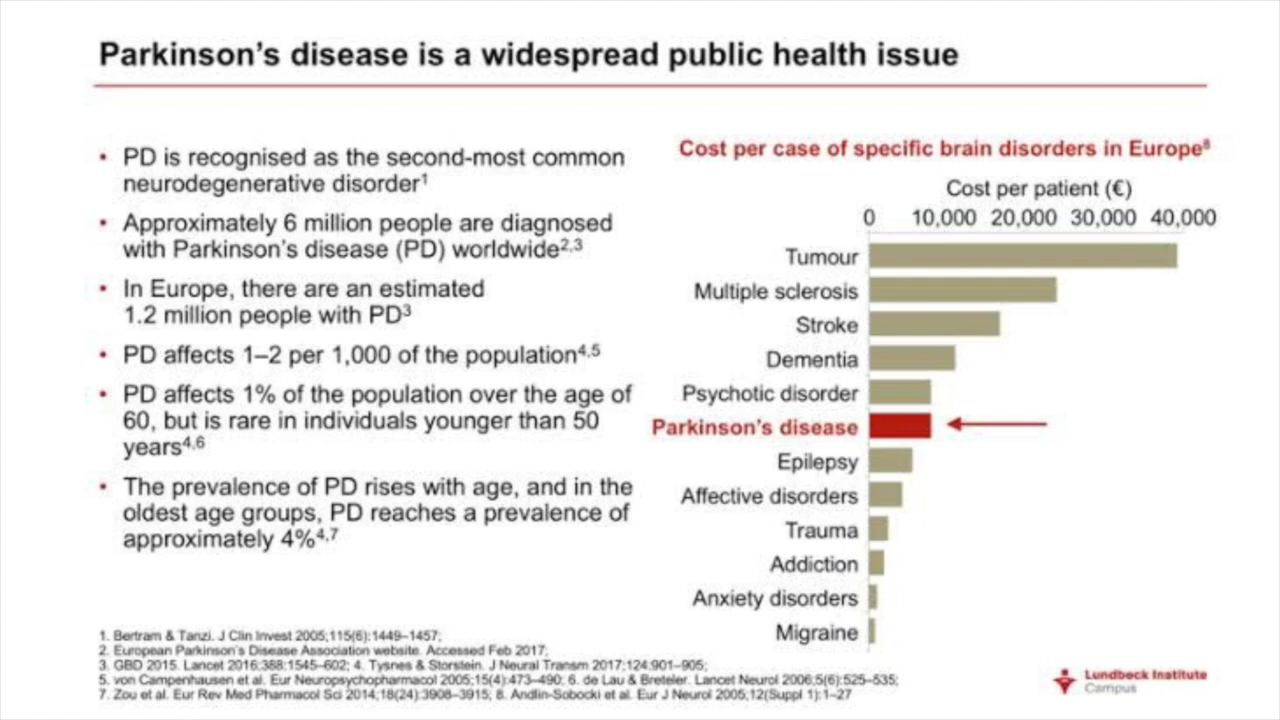 Parkinson's disease is a widespread public health issue
• PD is recognised as the second-most common
neurodegenerative disorder1
• Approximately 6 million people are diagnosed
with Parkinson's disease (PD) worldwide2,3
• In Europe, there are an estimated
1.2 million people with PD3
• PD affects 1–2 per 1,000 of the population4,5
• PD affects 1% of the population over the age of
60, but is rare in individuals younger than 50
years4,6
• The prevalence of PD rises with age, and in the
oldest age groups, PD reaches a prevalence of
approximately 4%4,7
Cost per case of specific brain disorders in Europe8
Cost per patient (€)
0 10,000 20,000 30,000 40,000
Tumour
Multiple sclerosis
Stroke
Dementia
Psychotic disorder
Parkinson's disease
Epilepsy
Affective disorders
Trauma
Addiction
Anxiety disorders
Migraine
1. Bertram & Tanzi. J Clin Invest 2005;115(6):1449–1457;
2. European Parkinson's Disease Association website. Accessed Feb 2017;
3. GBD 2015. Lancet 2016;388:1545–602; 4. Tysnes & Storstein. J Neural Transm 2017;124:901–905;
5. von Campenhausen et al. Eur Neuropsychopharmacol 2005;15(4):473–490; 6. de Lau & Breteler. Lancet Neurol 2006;5(6):525–535;
7. Zou et al. Eur Rev Med Pharmacol Sci 2014;18(24):3908–3915; 8. Andlin-Sobocki et al. Eur J Neurol 2005;12(Suppl 1):1–27
Lundbeck Institute
Campus